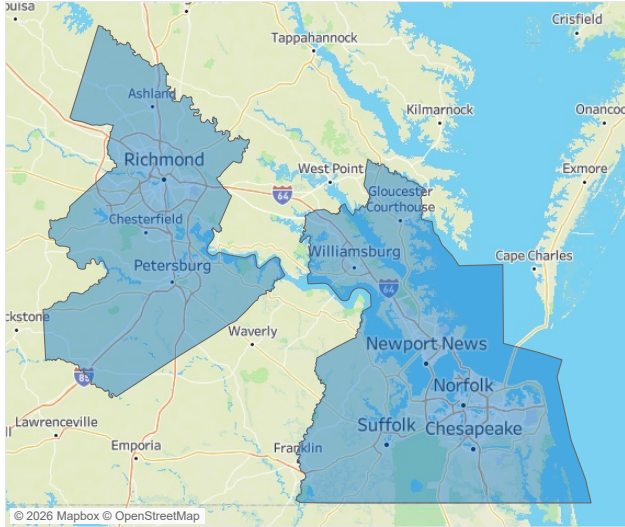 ouisa
Crisfield
Tappahannock
Ashland
Kilmarnock
Onancoc
Richmond
West Point
Exmore
64
Gloucester
Courthouse
Chesterfield
Williamsburg
Cape Charles
Petersburg
64
ckstone
Waverly
Newport News
85
Norfolk
Lawrenceville
Suffolk
Chesapeake
ll
Emporia
Franklin
© 2026 Mapbox © OpenStreetMap